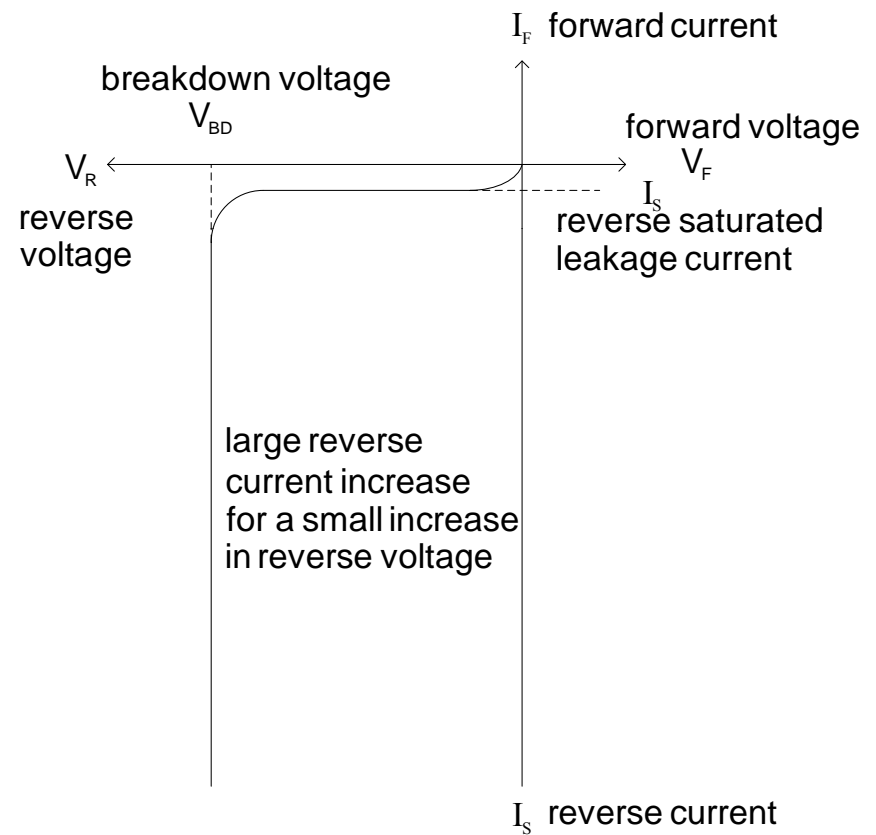 I_F forward current
breakdown voltage
V_BD
forward voltage
V_F
V_R
reverse
voltage
I_S
reverse saturated
leakage current
large reverse
current increase
for a small increase
in reverse voltage
I_S reverse current